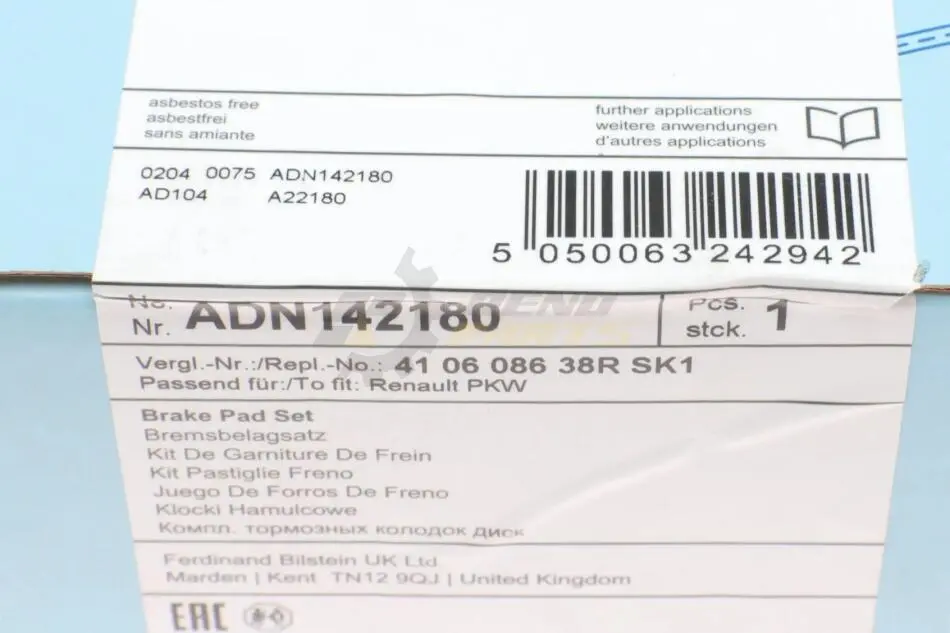 asbestos free
asbestfrei
sans amiante
further applications
weitere anwendungen
d'autres applications
0204 0075 ADN142180
AD104 A22180
5 050063 242942
No.
Nr. ADN142180
Pcs.
stck. 1
Vergl.-Nr.:/Repl.-No.: 41 06 086 38R SK1
Passend für:/To fit: Renault PKW
Brake Pad Set
Bremsbelagsatz
Kit De Garniture De Frein
Kit Pastiglie Freno
Juego De Forros De Freno
Klocki Hamulcowe
Компл. тормозных колодок диск
Ferdinand Bilstein UK Ltd
Marden | Kent TN12 9QJ | United Kingdom
EAC